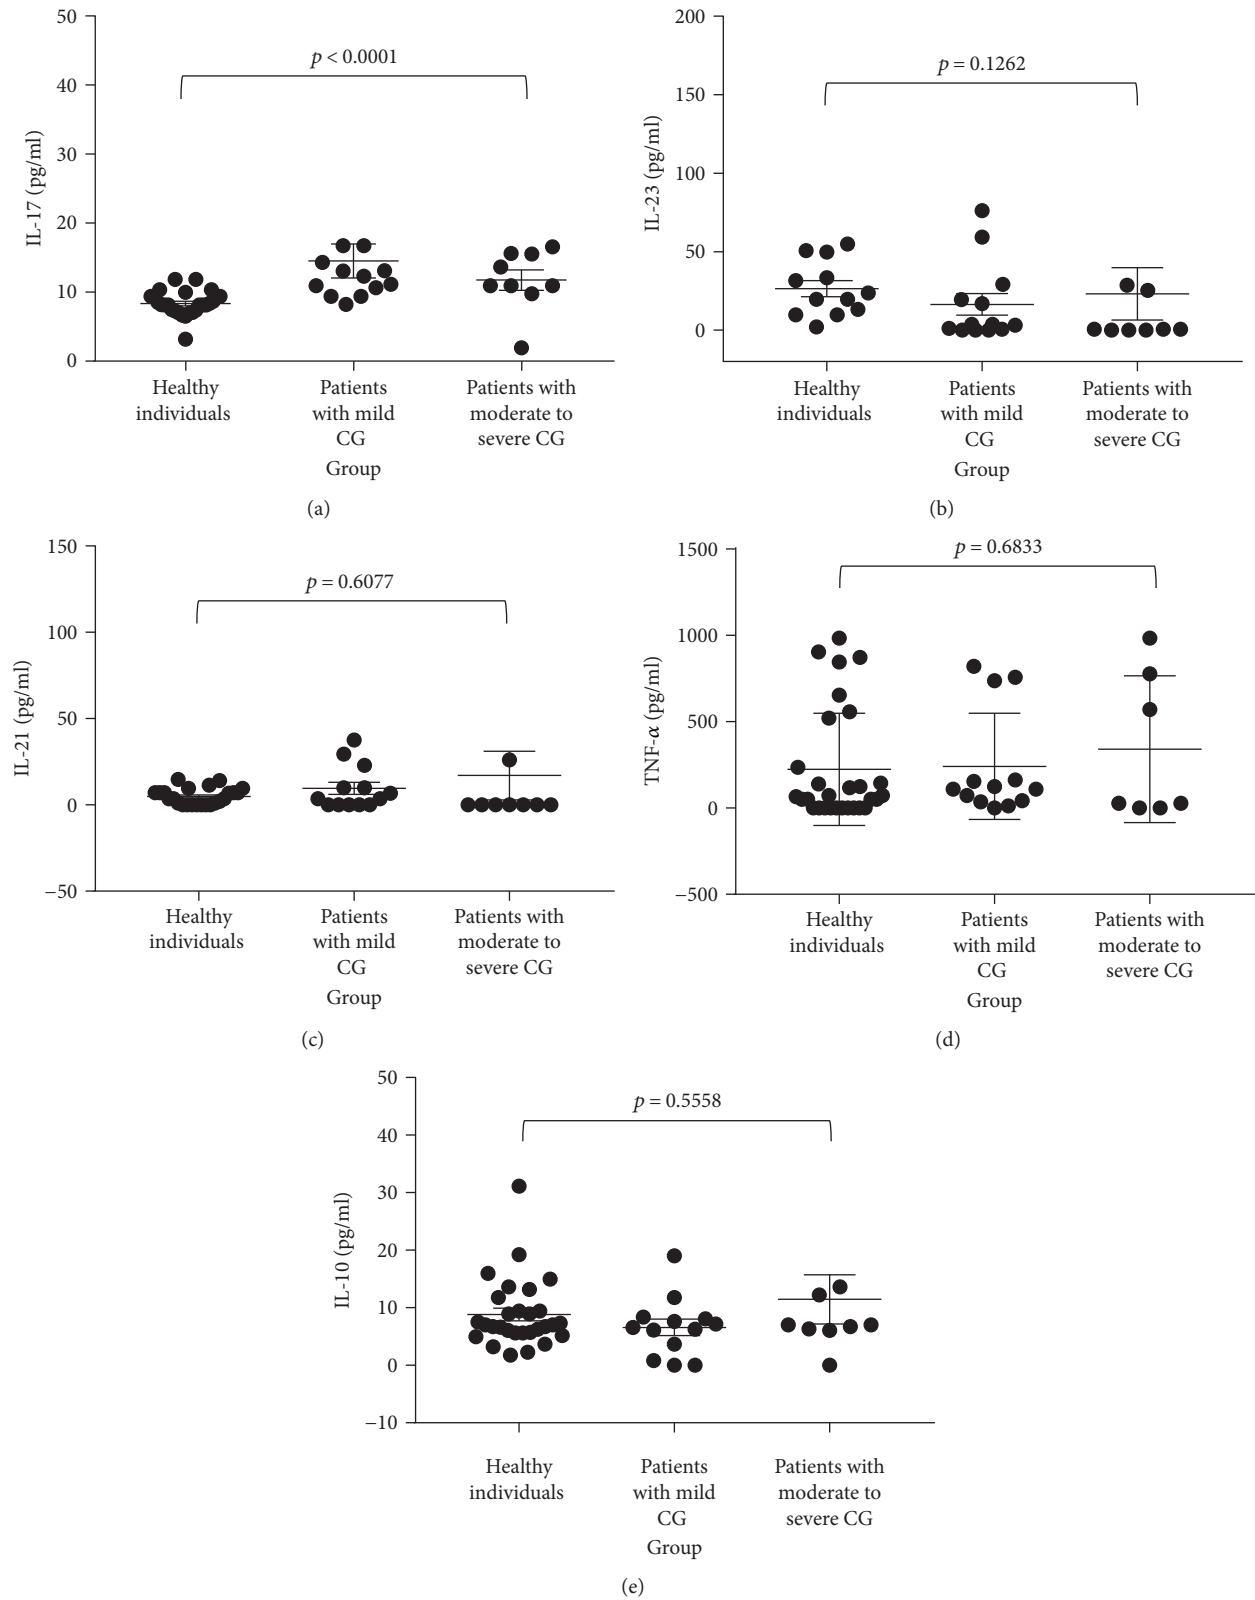 50
40
30
20
10
0
IL-17 (pg/ml)
p < 0.0001
Healthy
individuals
Patients
with mild
CG
Patients with
moderate to
severe CG
Group
(a)
200
150
100
50
0
IL-23 (pg/ml)
p = 0.1262
Healthy
individuals
Patients
with mild
CG
Patients with
moderate to
severe CG
Group
(b)
150
100
50
0
−50
IL-21 (pg/ml)
p = 0.6077
Healthy
individuals
Patients
with mild
CG
Patients with
moderate to
severe CG
Group
(c)
1500
1000
500
0
−500
TNF-α (pg/ml)
p = 0.6833
Healthy
individuals
Patients
with mild
CG
Patients with
moderate to
severe CG
Group
(d)
50
40
30
20
10
0
−10
IL-10 (pg/ml)
p = 0.5558
Healthy
individuals
Patients
with mild
CG
Patients with
moderate to
severe CG
Group
(e)